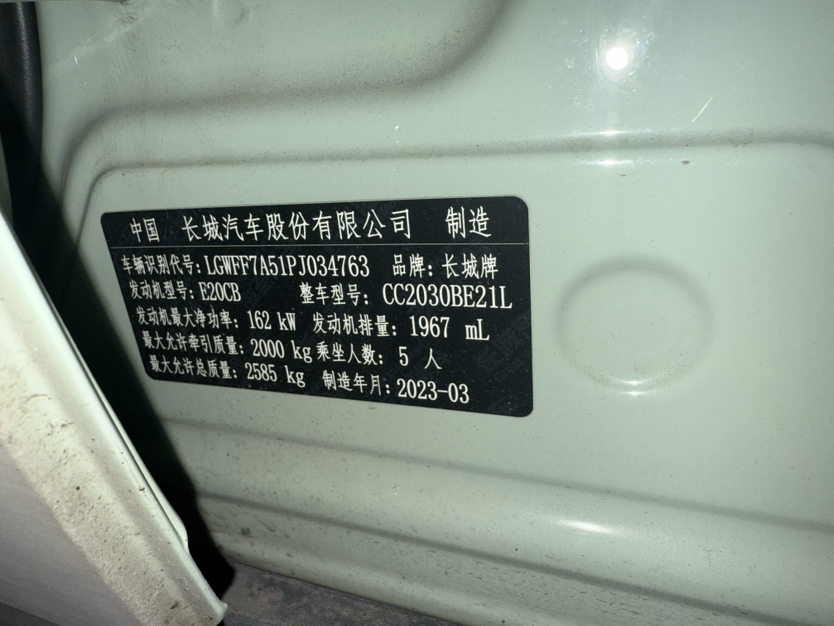 中国 长城汽车股份有限公司 制造
车辆识别代号:LGWFF7A51PJ034763 品牌:长城牌
发动机型号:E20CB 整车型号:CC2030BE21L
发动机最大净功率:162 kW 发动机排量:1967 mL
最大允许牵引质量:2000 kg 乘坐人数:5 人
最大允许总质量:2585 kg 制造年月:2023-03